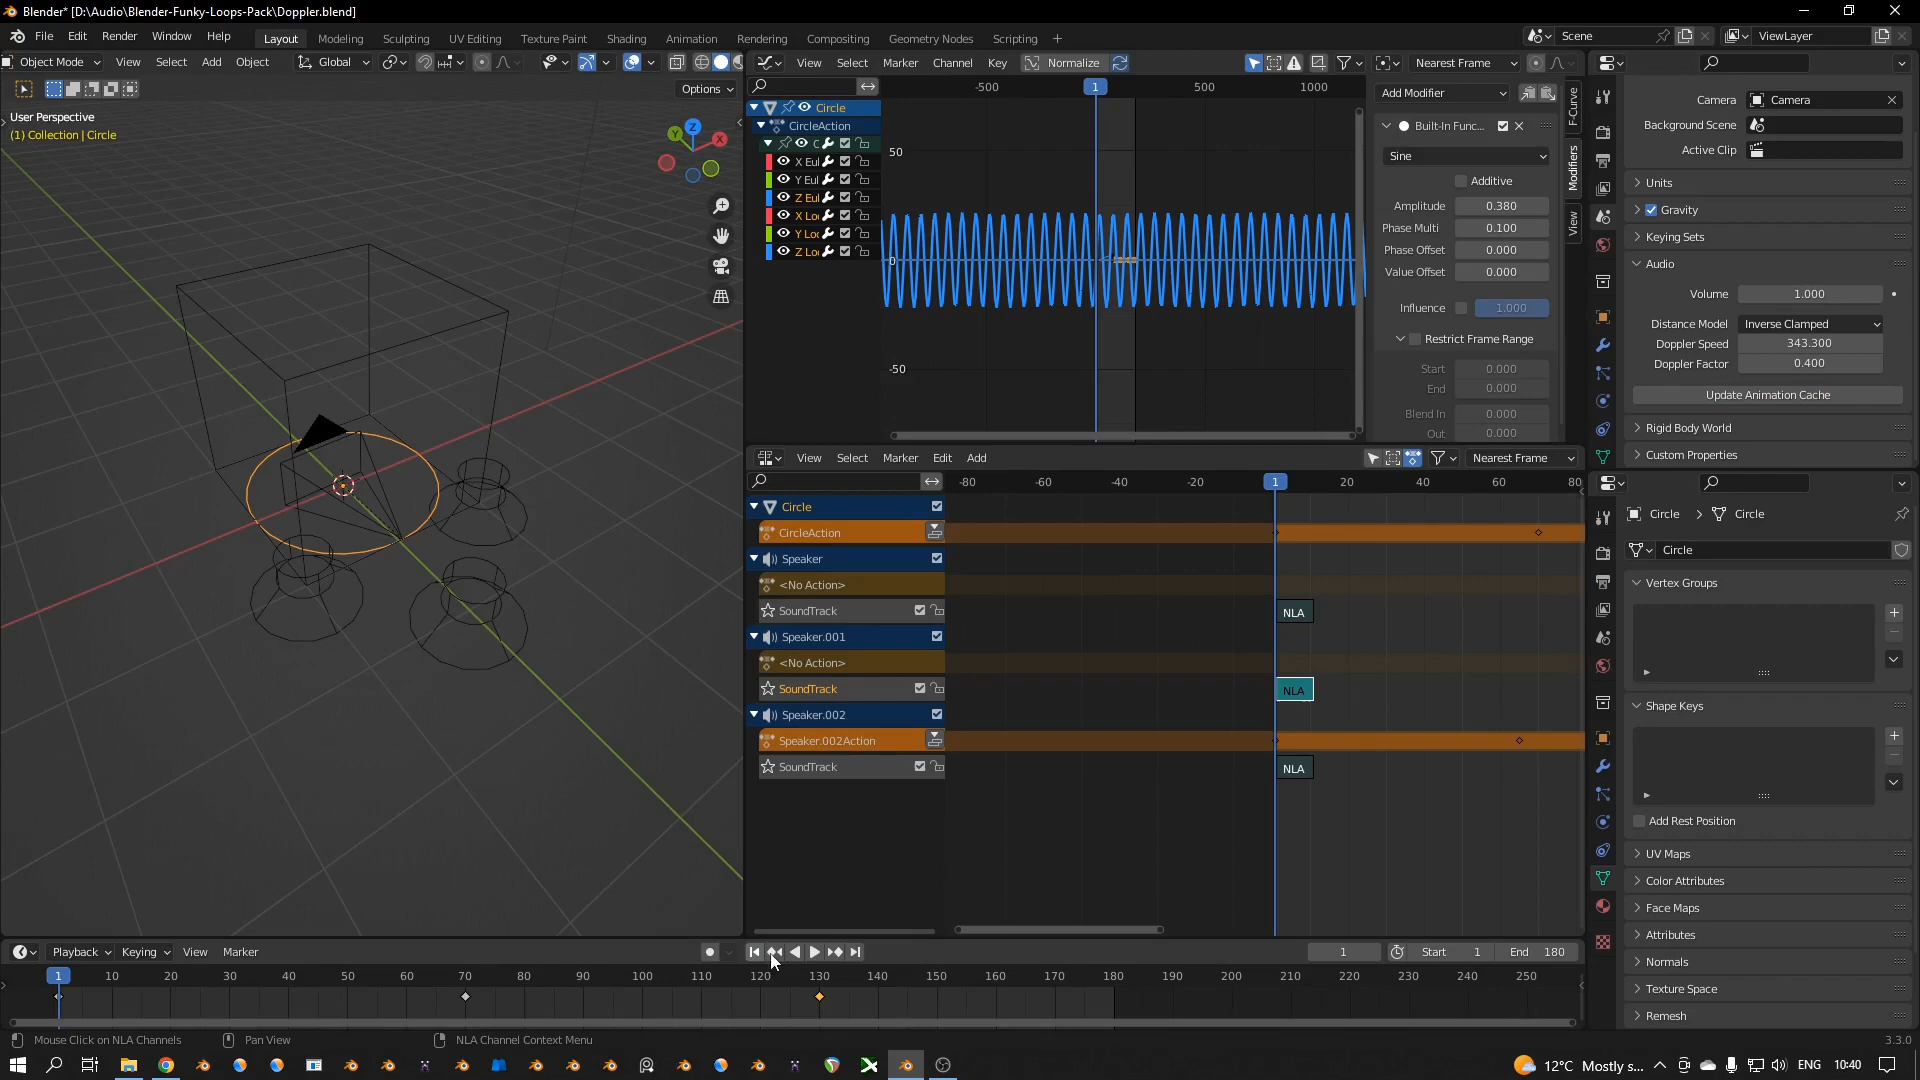 Blender* [D:\Audio\Blender-Funky-Loops-Pack\Doppler.blend]
File Edit Render Window Help Layout Modeling Sculpting UV Editing Texture Paint Shading Animation Rendering Compositing Geometry Nodes Scripting + Scene ViewLayer
Object Mode View Select Add Object Global
Options
User Perspective
(1) Collection | Circle
X
Y
Z
View Select Marker Channel Key Normalize Nearest Frame
-500 1 500 1000
50
0
-50
Circle
CircleAction
C
X Eul
Y Eul
Z Eul
X Loc
Y Loc
Z Loc
Add Modifier
Built-In Func...
Sine
Additive
Amplitude 0.380
Phase Multi 0.100
Phase Offset 0.000
Value Offset 0.000
Influence 1.000
Restrict Frame Range
Start 0.000
End 0.000
Blend In 0.000
Out 0.000
F-Curve
Modifiers
View
Camera Camera
Background Scene
Active Clip
Units
Gravity
Keying Sets
Audio
Volume 1.000
Distance Model Inverse Clamped
Doppler Speed 343.300
Doppler Factor 0.400
Update Animation Cache
Rigid Body World
Custom Properties
View Select Marker Edit Add Nearest Frame
-80 -60 -40 -20 1 20 40 60 80
Circle
CircleAction
Speaker
<No Action>
SoundTrack NLA
Speaker.001
<No Action>
SoundTrack NLA
Speaker.002
Speaker.002Action
SoundTrack NLA
Circle Circle
Circle
Vertex Groups
Shape Keys
Add Rest Position
UV Maps
Color Attributes
Face Maps
Attributes
Normals
Texture Space
Remesh
Playback Keying View Marker 1 Start 1 End 180
1 10 20 30 40 50 60 70 80 90 100 110 120 130 140 150 160 170 180 190 200 210 220 230 240 250
Mouse Click on NLA Channels Pan View NLA Channel Context Menu 3.3.0
12°C Mostly s... ENG 10:40